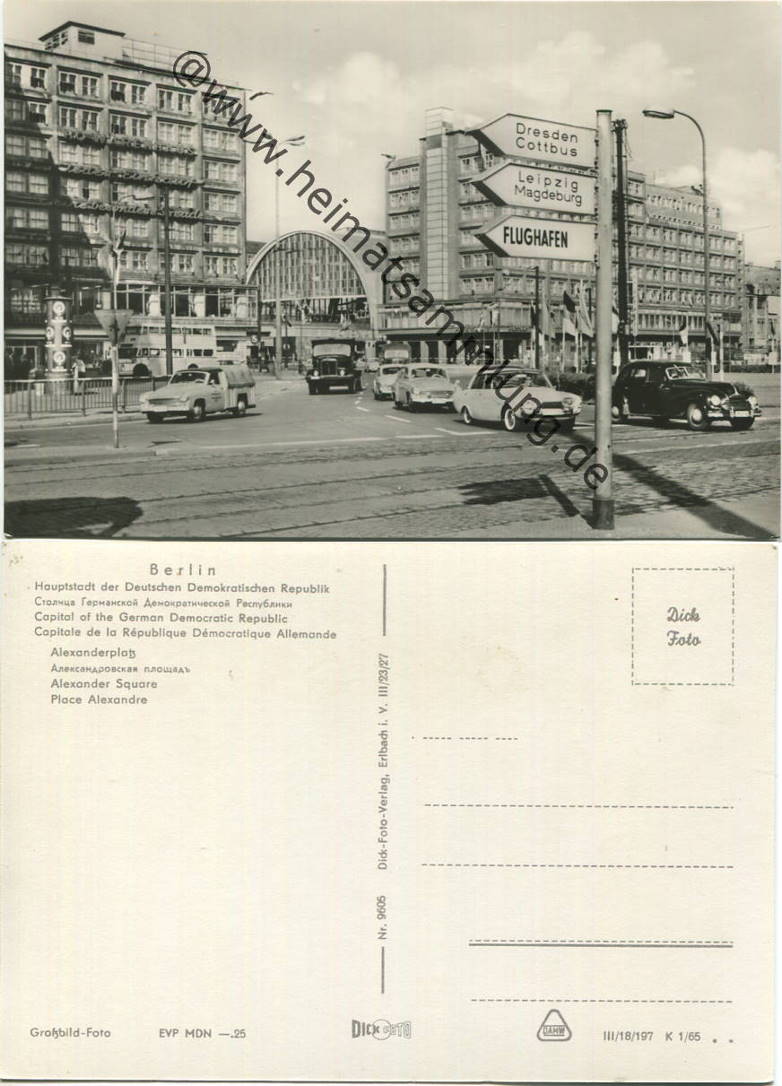 Dresden
Cottbus
Leipzig
Magdeburg
FLUGHAFEN
@www.heimatsammlung.de
Berlin
Hauptstadt der Deutschen Demokratischen Republik
Столица Германской Демократической Республики
Capital of the German Democratic Republic
Capitale de la République Démocratique Allemande
Alexanderplatz
Александровская площадь
Alexander Square
Place Alexandre
Dick
Foto
Nr. 9605 Dick-Foto-Verlag, Erlbach i. V. III/23/27
Großbild-Foto EVP MDN —.25
DICK FOTO
DAMW
III/18/197 K 1/65